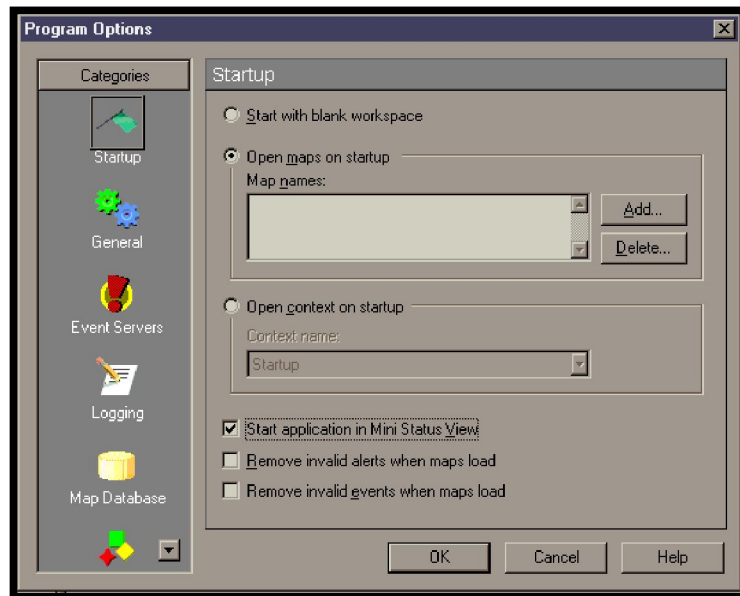 Program Options
Categories
Startup
General
Event Servers
Logging
Map Database
Startup
Start with blank workspace
Open maps on startup
Map names:
Add...
Delete...
Open context on startup
Context name:
Startup
Start application in Mini Status View
Remove invalid alerts when maps load
Remove invalid events when maps load
OK
Cancel
Help